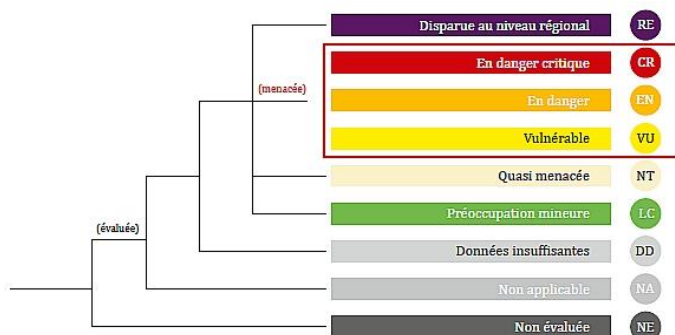 Disparue au niveau régional RE
En danger critique CR
(menacée)
En danger EN
Vulnérable VU
Quasi menacée NT
Préoccupation mineure LC
(évaluée)
Données insuffisantes DD
Non applicable NA
Non évaluée NE